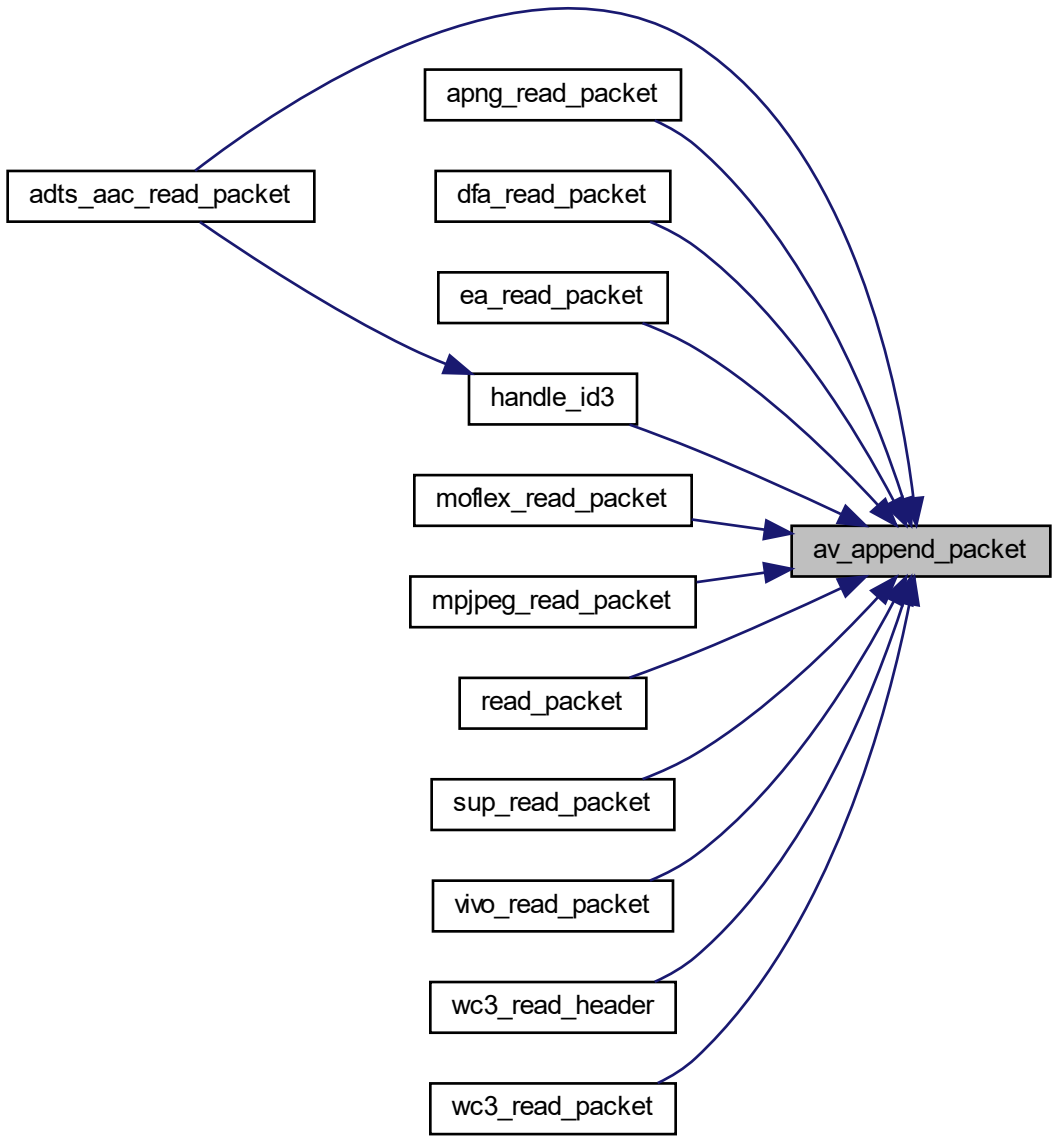 apng_read_packet
adts_aac_read_packet
dfa_read_packet
ea_read_packet
handle_id3
moflex_read_packet
av_append_packet
mpjpeg_read_packet
read_packet
sup_read_packet
vivo_read_packet
wc3_read_header
wc3_read_packet